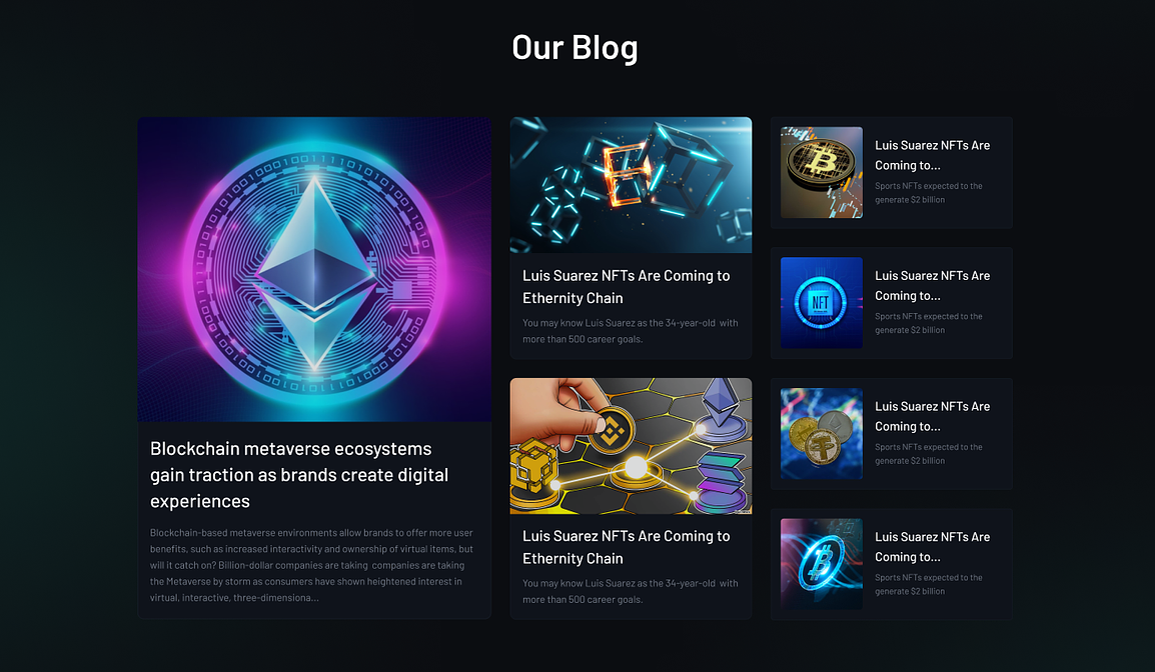 Our Blog
Blockchain metaverse ecosystems
gain traction as brands create digital
experiences
Blockchain-based metaverse environments allow brands to offer more user
benefits, such as increased interactivity and ownership of virtual items, but
will it catch on? Billion-dollar companies are taking  companies are taking
the Metaverse by storm as consumers have shown heightened interest in
virtual, interactive, three-dimensiona...
Luis Suarez NFTs Are Coming to
Ethernity Chain
You may know Luis Suarez as the 34-year-old  with
more than 500 career goals.
Luis Suarez NFTs Are Coming to
Ethernity Chain
You may know Luis Suarez as the 34-year-old  with
more than 500 career goals.
Luis Suarez NFTs Are
Coming to...
Sports NFTs expected to the
generate $2 billion
NFT
Luis Suarez NFTs Are
Coming to...
Sports NFTs expected to the
generate $2 billion
Luis Suarez NFTs Are
Coming to...
Sports NFTs expected to the
generate $2 billion
Luis Suarez NFTs Are
Coming to...
Sports NFTs expected to the
generate $2 billion